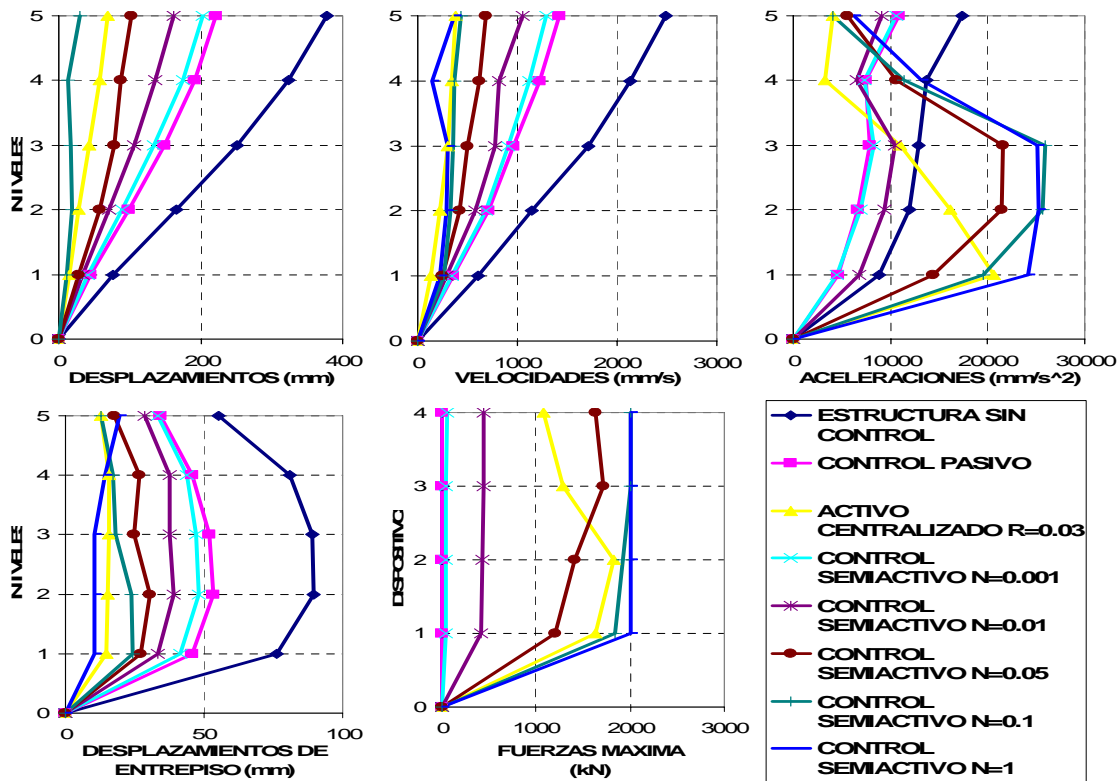 5
4
3
2
1
0
NIVELES
0
200
400
DESPLAZAMIENTOS (mm)
5
4
3
2
1
0
0
1000
2000
3000
VELOCIDADES (mm/s)
5
4
3
2
1
0
0
10000
20000
30000
ACELERACIONES (mm/s^2)
5
4
3
2
1
0
NIVELES
0
50
100
DESPLAZAMIENTOS DE
ENTREPISO (mm)
4
3
2
1
0
DISPOSITIVO
0
1000
2000
3000
FUERZAS MAXIMA
(kN)
ESTRUCTURA SIN
CONTROL
CONTROL PASIVO
ACTIVO
CENTRALIZADO R=0.03
CONTROL
SEMIACTIVO N=0.001
CONTROL
SEMIACTIVO N=0.01
CONTROL
SEMIACTIVO N=0.05
CONTROL
SEMIACTIVO N=0.1
CONTROL
SEMIACTIVO N=1